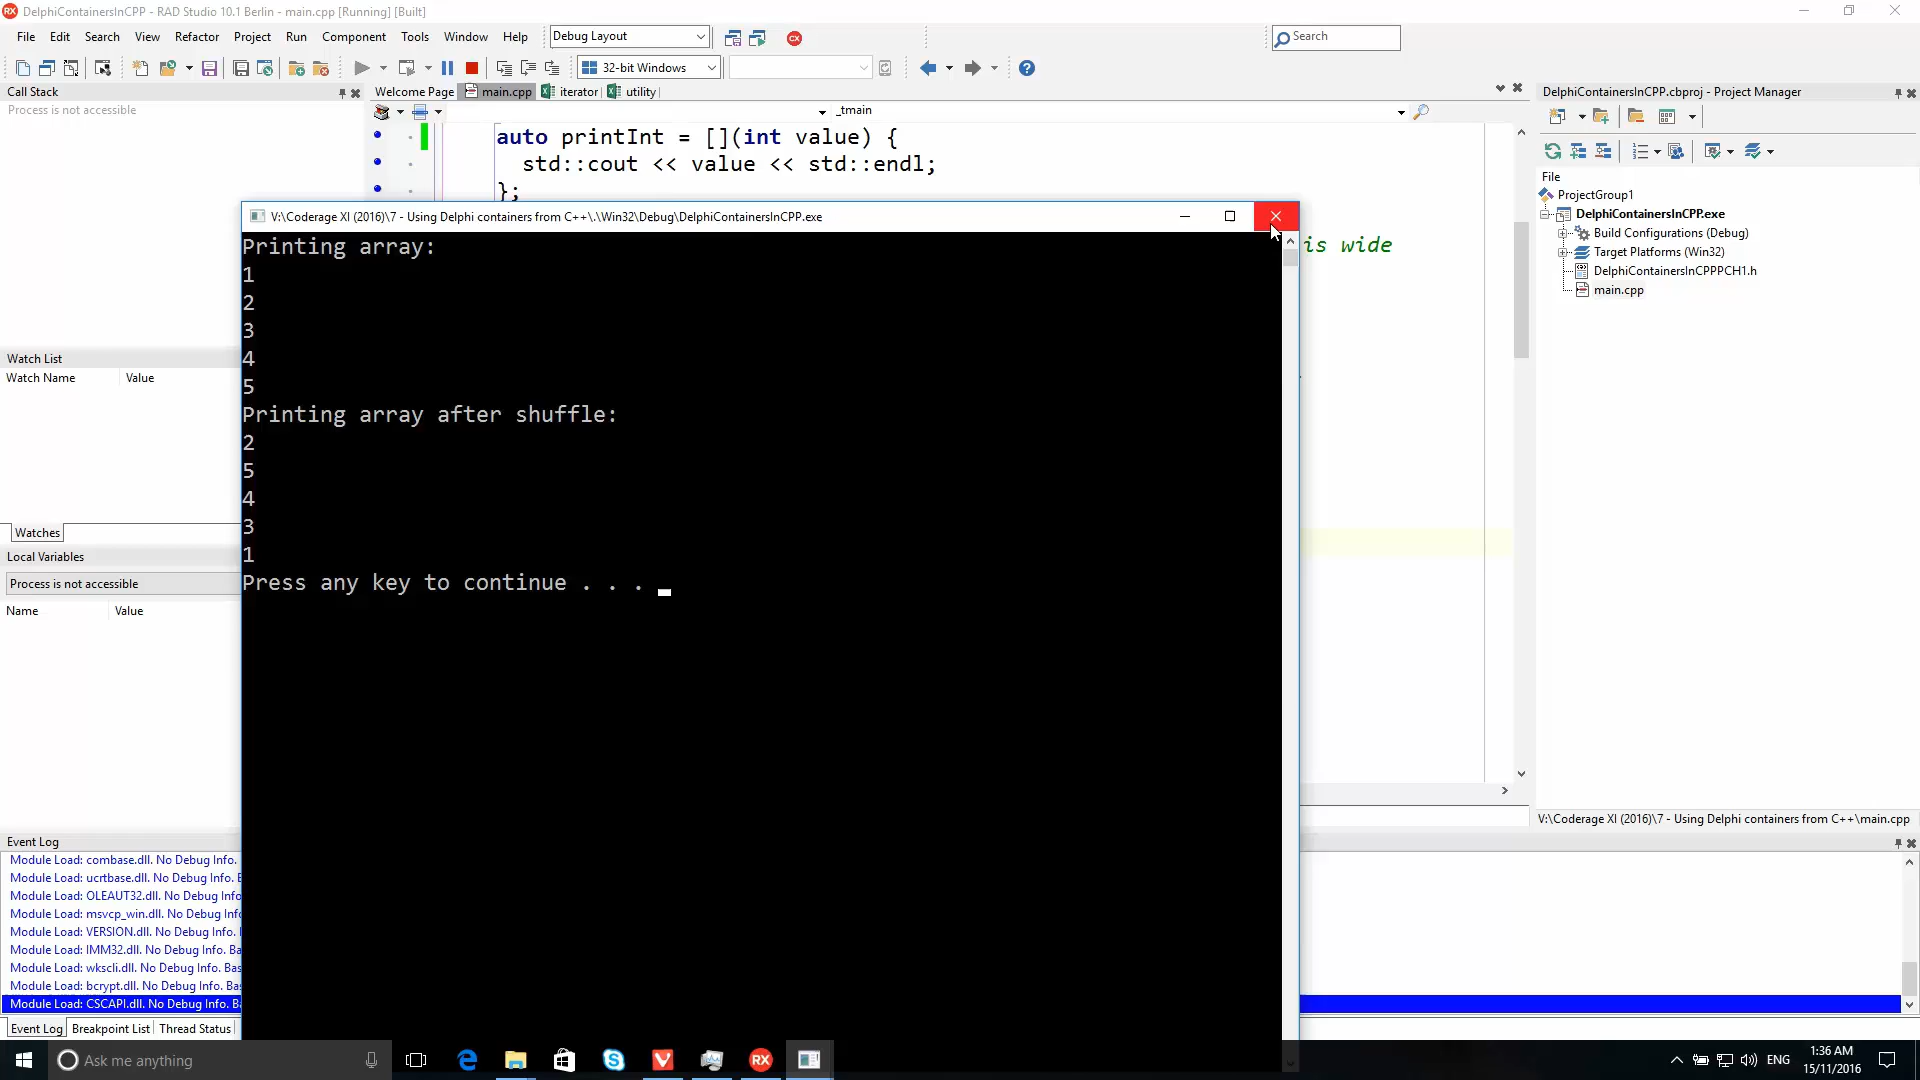 DelphiContainersInCPP - RAD Studio 10.1 Berlin - main.cpp [Running] [Built]
File Edit Search View Refactor Project Run Component Tools Window Help
Debug Layout
Search
32-bit Windows
Call Stack
Process is not accessible
Welcome Page
main.cpp
iterator
utility
_tmain
auto printInt = [](int value) {
std::cout << value << std::endl;
};
is wide
V:\Coderage XI (2016)\7 - Using Delphi containers from C++\.\Win32\Debug\DelphiContainersInCPP.exe
Printing array:
1
2
3
4
5
Printing array after shuffle:
2
5
4
3
1
Press any key to continue . . .
Watch List
Watch Name Value
Watches
Local Variables
Process is not accessible
Name Value
DelphiContainersInCPP.cbproj - Project Manager
File
ProjectGroup1
DelphiContainersInCPP.exe
Build Configurations (Debug)
Target Platforms (Win32)
DelphiContainersInCPPPCH1.h
main.cpp
V:\Coderage XI (2016)\7 - Using Delphi containers from C++\main.cpp
Event Log
Module Load: combase.dll. No Debug Info.
Module Load: ucrtbase.dll. No Debug Info. B
Module Load: OLEAUT32.dll. No Debug Info
Module Load: msvcp_win.dll. No Debug Info
Module Load: VERSION.dll. No Debug Info.
Module Load: IMM32.dll. No Debug Info. Ba
Module Load: wkscli.dll. No Debug Info. Bas
Module Load: bcrypt.dll. No Debug Info. Bas
Module Load: CSCAPI.dll. No Debug Info. B
Event Log Breakpoint List Thread Status
Ask me anything
ENG
1:36 AM
15/11/2016